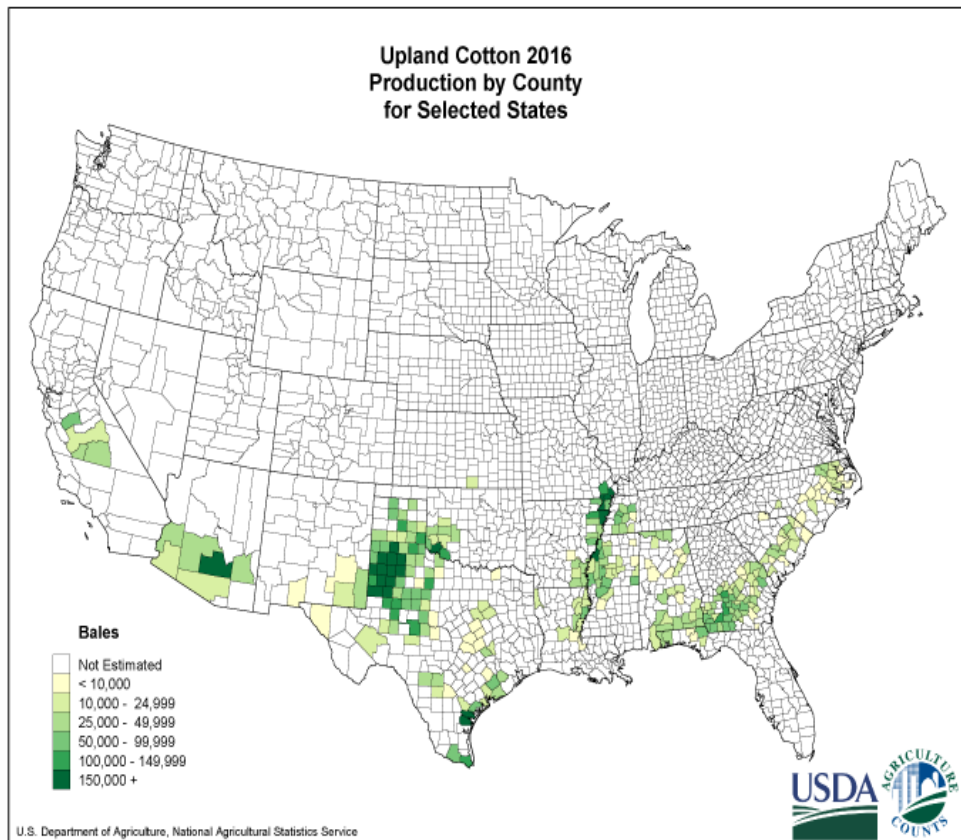 Upland Cotton 2016
Production by County
for Selected States
Bales
Not Estimated
< 10,000
10,000 - 24,999
25,000 - 49,999
50,000 - 99,999
100,000 - 149,999
150,000 +
USDA
AGRICULTURE
COUNTS
U.S. Department of Agriculture, National Agricultural Statistics Service